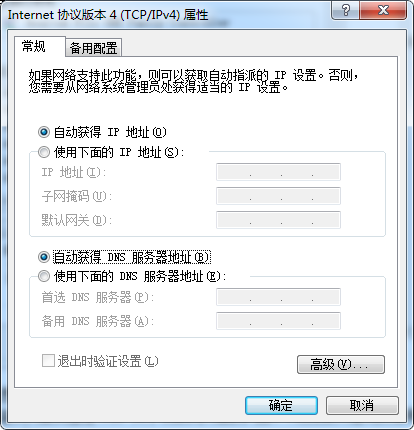 Internet 协议版本 4 (TCP/IPv4) 属性
常规
备用配置
如果网络支持此功能，则可以获取自动指派的 IP 设置。否则，
您需要从网络系统管理员处获得适当的 IP 设置。
自动获得 IP 地址(O)
使用下面的 IP 地址(S):
IP 地址(I):
子网掩码(U):
默认网关(D):
自动获得 DNS 服务器地址(B)
使用下面的 DNS 服务器地址(E):
首选 DNS 服务器(P):
备用 DNS 服务器(A):
退出时验证设置(L)
高级(V)...
确定
取消